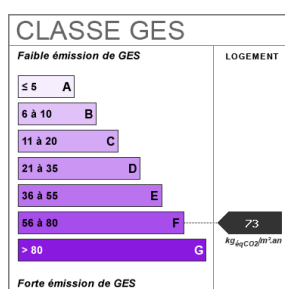 CLASSE GES
Faible émission de GES
LOGEMENT
≤ 5 A
6 à 10 B
11 à 20 C
21 à 35 D
36 à 55 E
56 à 80 F
73
kgéqCO2/m².an
> 80 G
Forte émission de GES